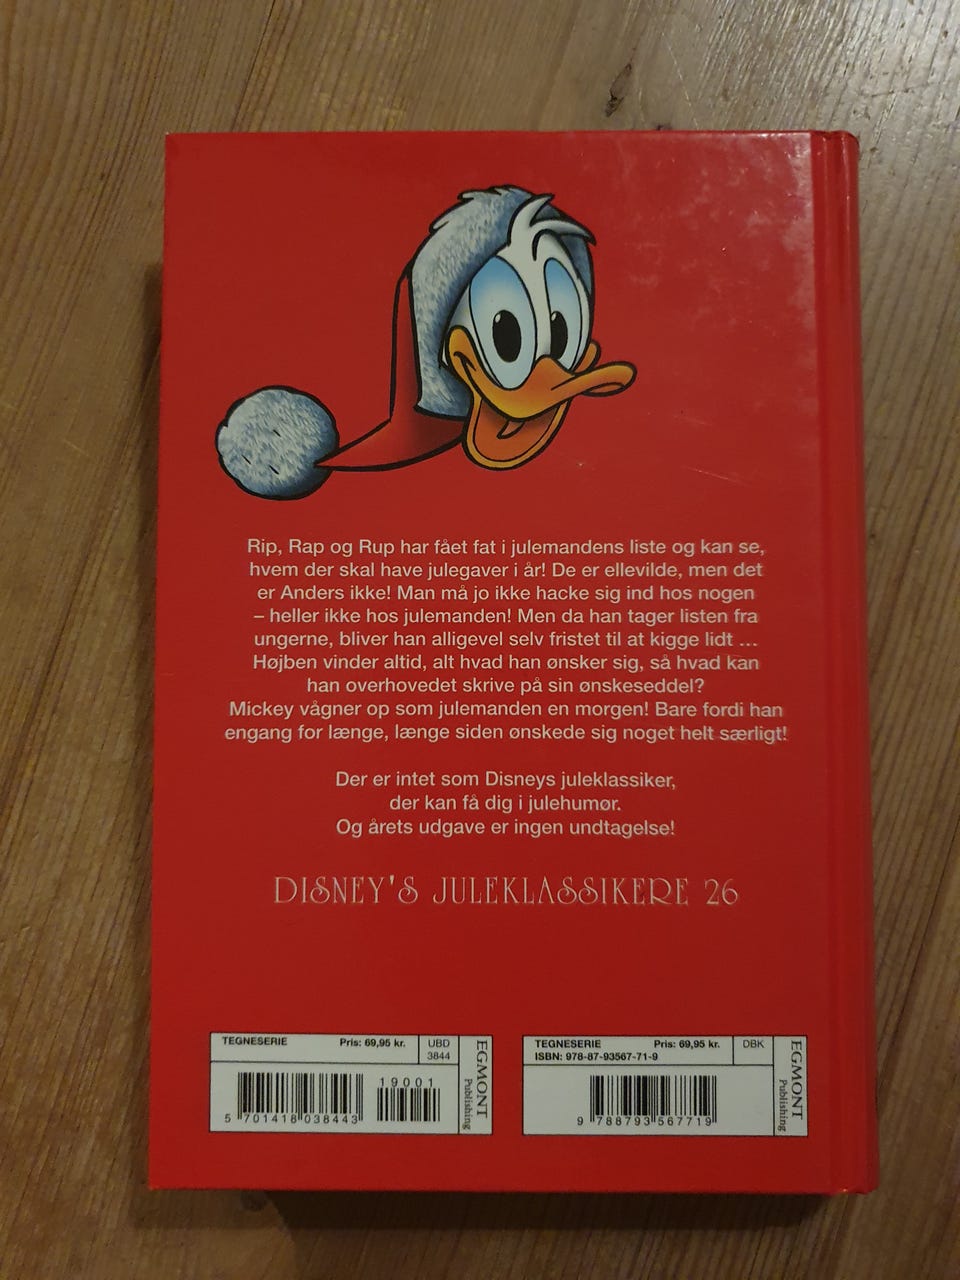 Rip, Rap og Rup har fået fat i julemandens liste og kan se,
hvem der skal have julegaver i år! De er ellevilde, men det
er Anders ikke! Man må jo ikke hacke sig ind hos nogen
– heller ikke hos julemanden! Men da han tager listen fra
ungerne, bliver han alligevel selv fristet til at kigge lidt ...
Højben vinder altid, alt hvad han ønsker sig, så hvad kan
han overhovedet skrive på sin ønskeseddel?
Mickey vågner op som julemanden en morgen! Bare fordi han
engang for længe, længe siden ønskede sig noget helt særligt!
Der er intet som Disneys juleklassiker,
der kan få dig i julehumør.
Og årets udgave er ingen undtagelse!
DISNEY'S JULEKLASSIKERE 26
TEGNESERIE Pris: 69,95 kr. UBD
3844
19001
5 701418 038443
EGMONT
Publishing
TEGNESERIE Pris: 69,95 kr. DBK
ISBN: 978-87-93567-71-9
9 788793 567719
EGMONT
Publishing